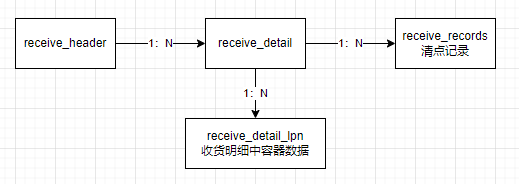 receive_header
1：N
receive_detail
1：N
receive_records
清点记录
1：N
receive_detail_lpn
收货明细中容器数据